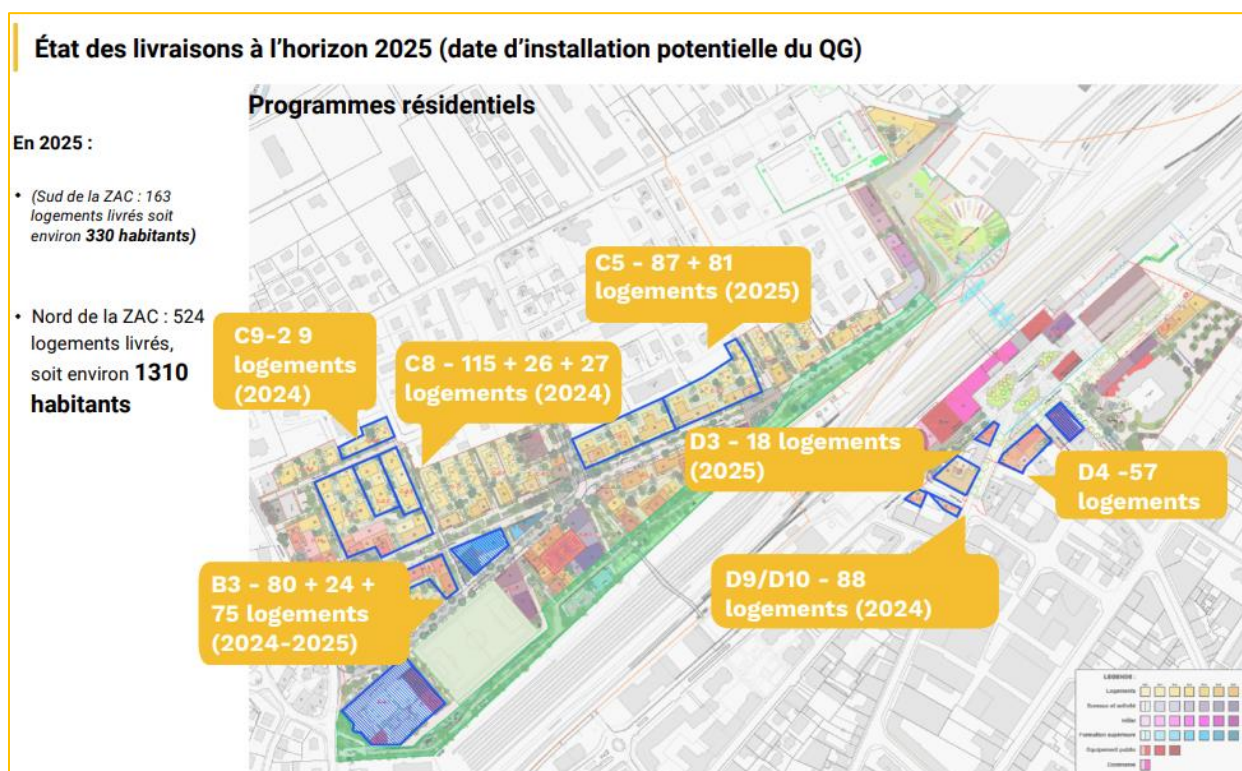 État des livraisons à l'horizon 2025 (date d'installation potentielle du QG)
Programmes résidentiels
En 2025 :
• (Sud de la ZAC : 163
logements livrés soit
environ 330 habitants)
• Nord de la ZAC : 524
logements livrés,
soit environ 1310
habitants
C5 - 87 + 81
logements (2025)
C9-2 9
logements
(2024)
C8 - 115 + 26 + 27
logements (2024)
D3 - 18 logements
(2025)
D4 -57
logements
B3 - 80 + 24 +
75 logements
(2024-2025)
D9/D10 - 88
logements (2024)
LEGENDE :
Logements
Bureaux et activité
Hôtel
Formation supérieure
Equipement public
Commerce